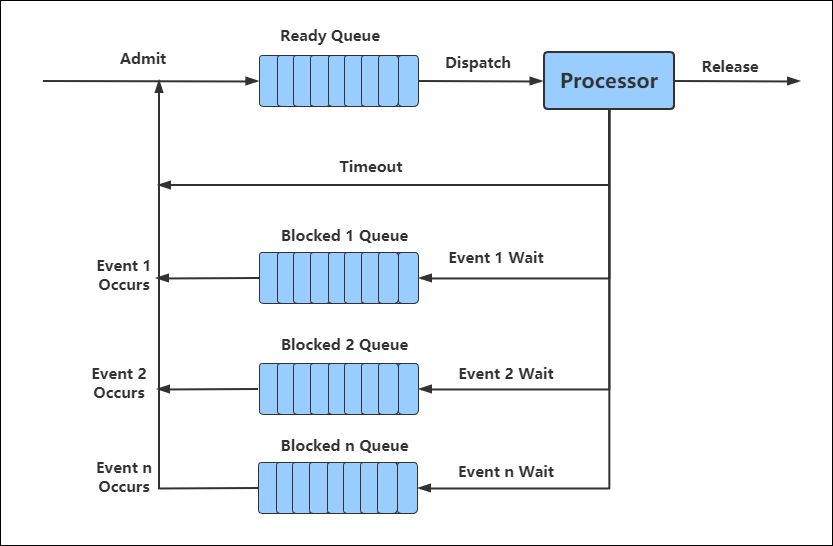 Ready Queue
Admit
Dispatch
Processor
Release
Timeout
Blocked 1 Queue
Event 1
Occurs
Event 1 Wait
Blocked 2 Queue
Event 2
Occurs
Event 2 Wait
Blocked n Queue
Event n
Occurs
Event n Wait